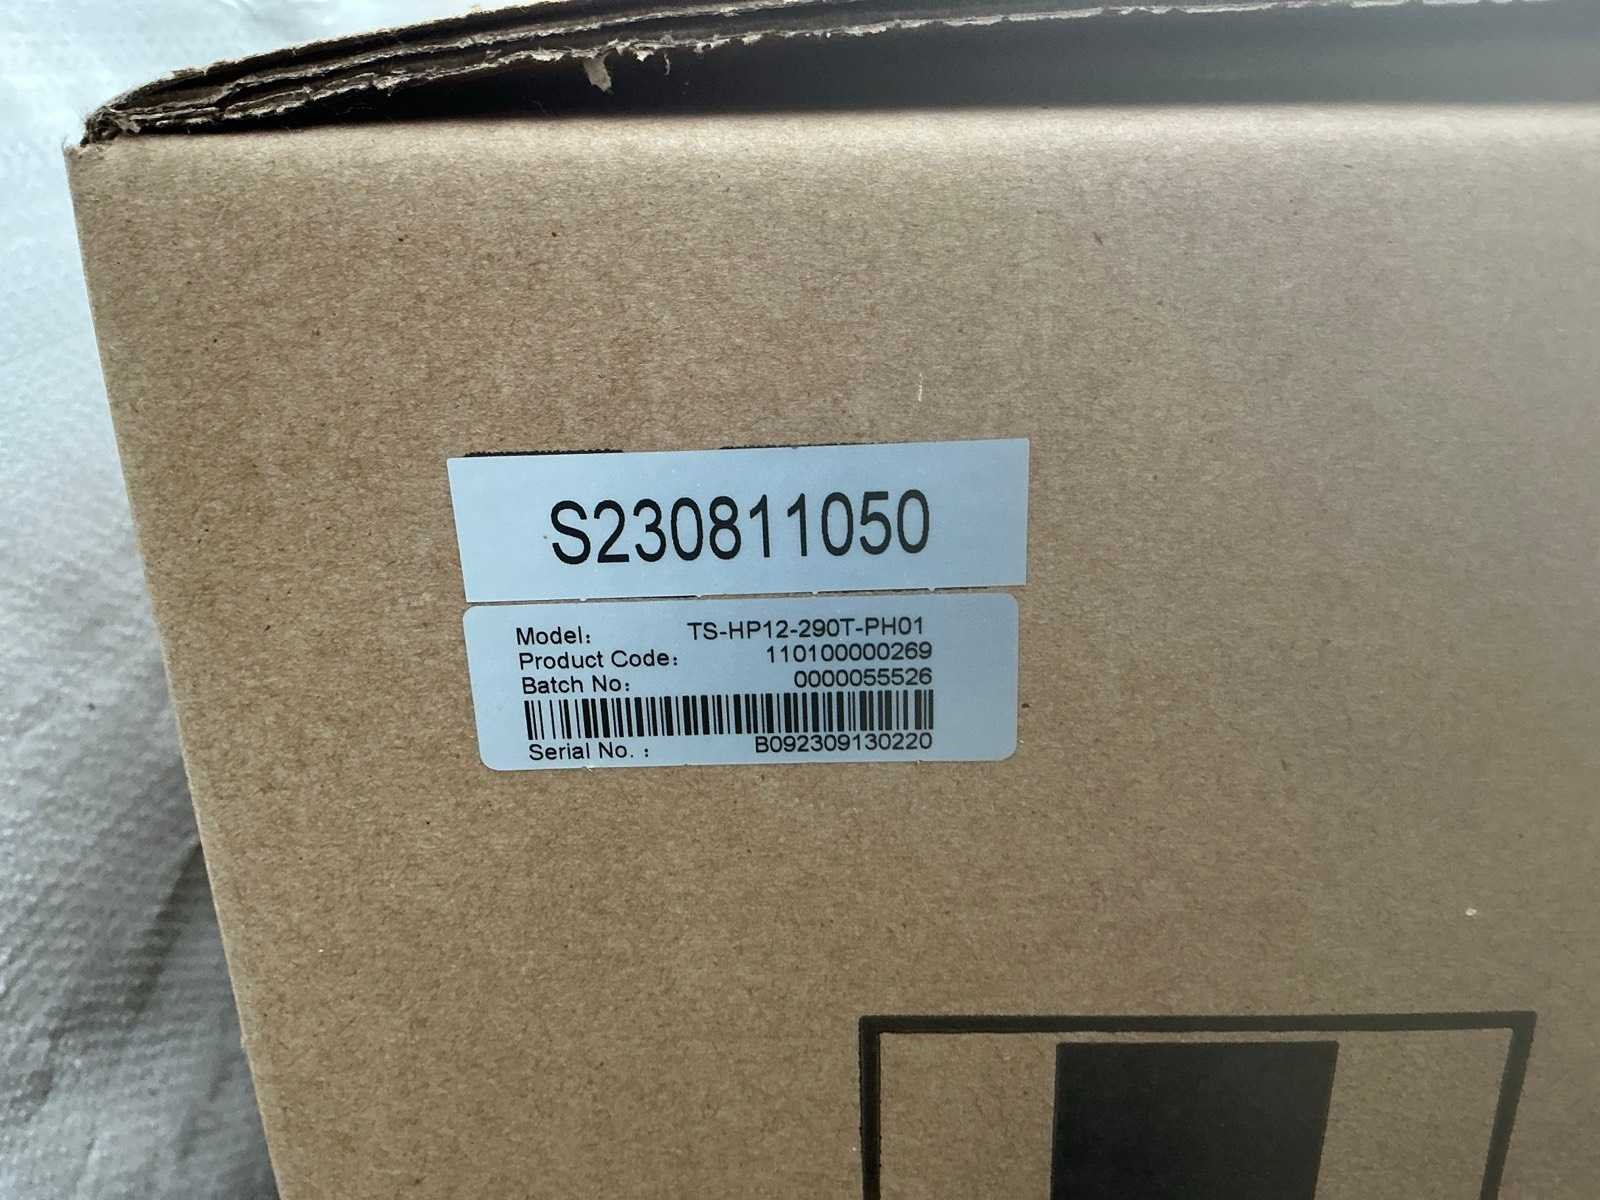 S230811050
Model: TS-HP12-290T-PH01
Product Code: 110100000269
Batch No: 0000055526
Serial No. : B092309130220